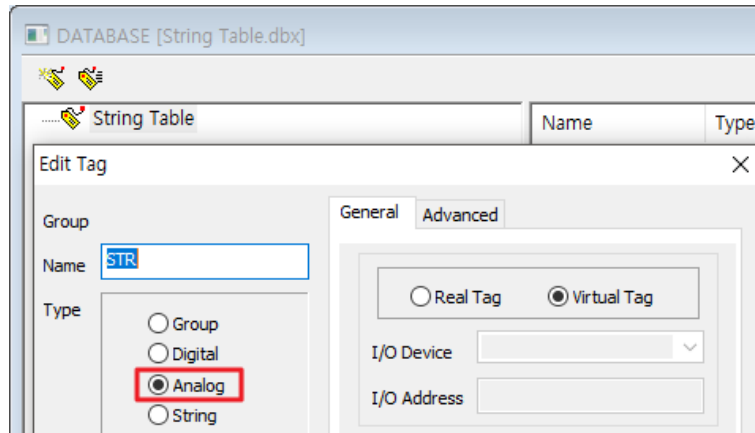 DATABASE [String Table.dbx]
String Table
Name Type
Edit Tag
Group
Name STR
Type
Group
Digital
Analog
String
General Advanced
Real Tag Virtual Tag
I/O Device
I/O Address